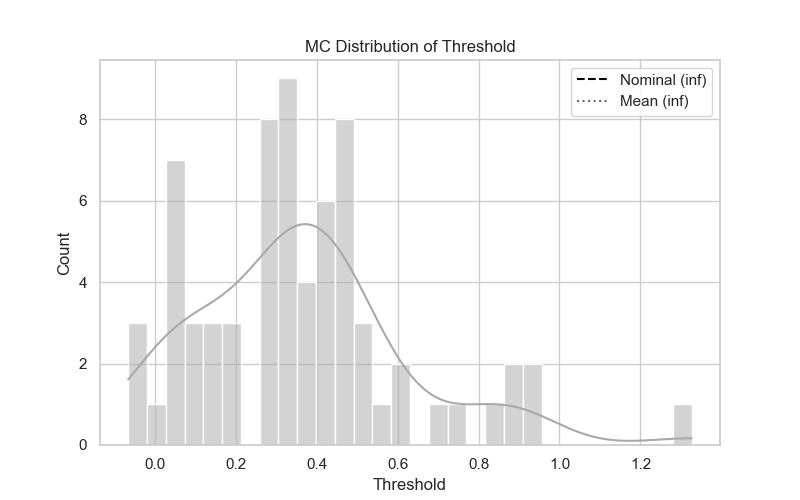 MC Distribution of Threshold
Nominal (inf)
Mean (inf)
Count
8
6
4
2
0
0.0 0.2 0.4 0.6 0.8 1.0 1.2
Threshold